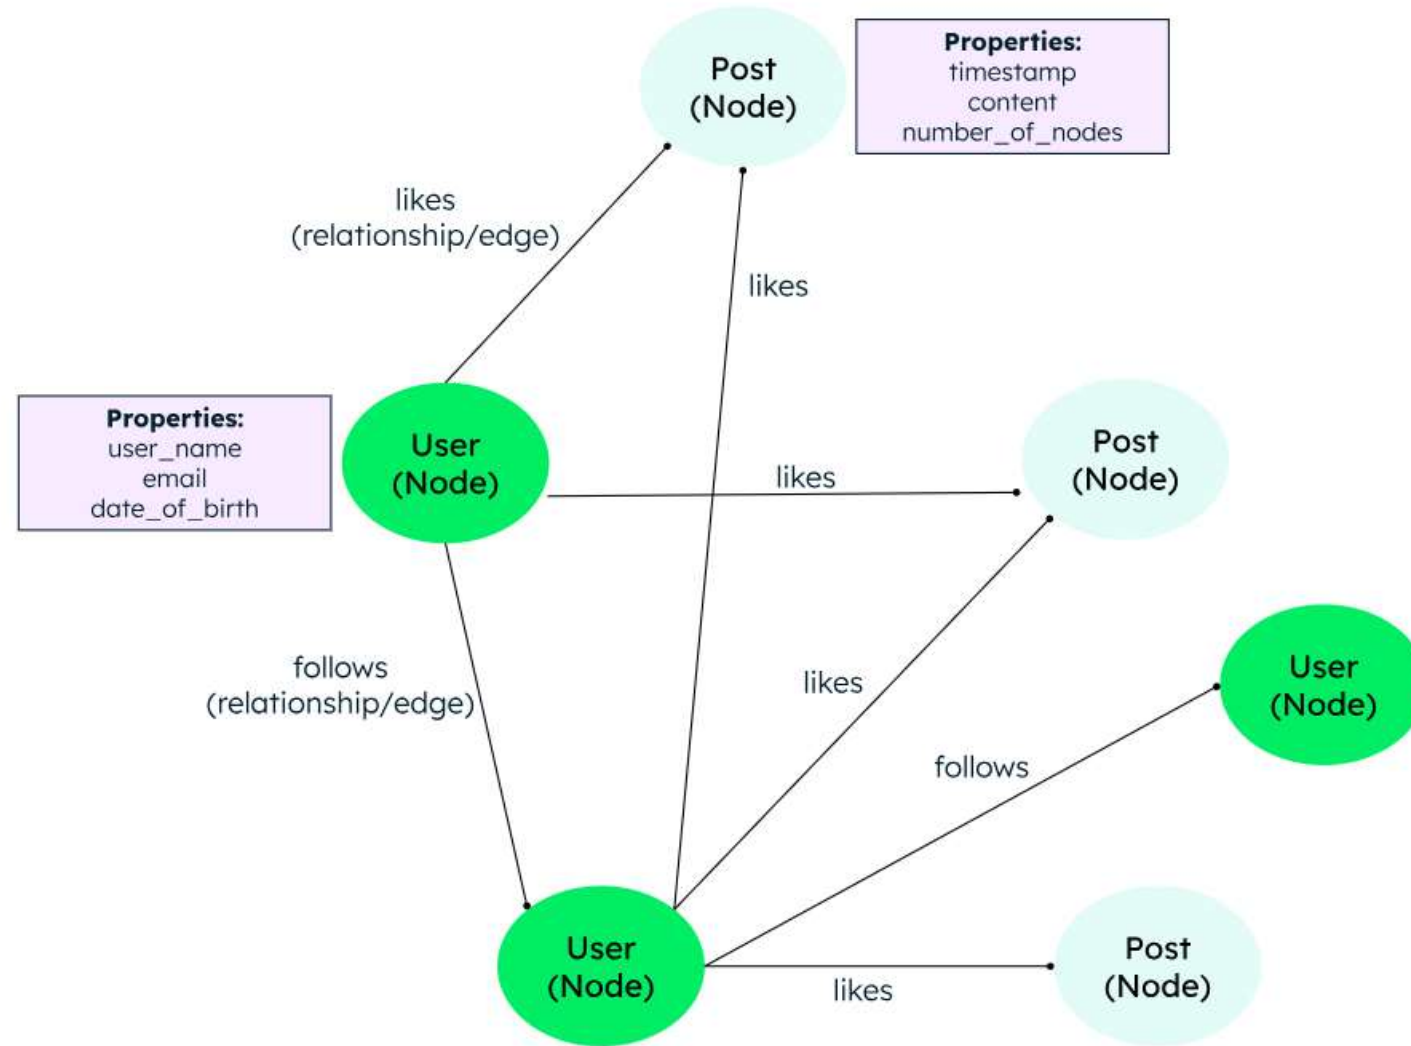 Post
(Node)
Properties:
timestamp
content
number_of_nodes
likes
(relationship/edge)
likes
Properties:
user_name
email
date_of_birth
User
(Node)
likes
Post
(Node)
follows
(relationship/edge)
likes
User
(Node)
follows
User
(Node)
likes
Post
(Node)